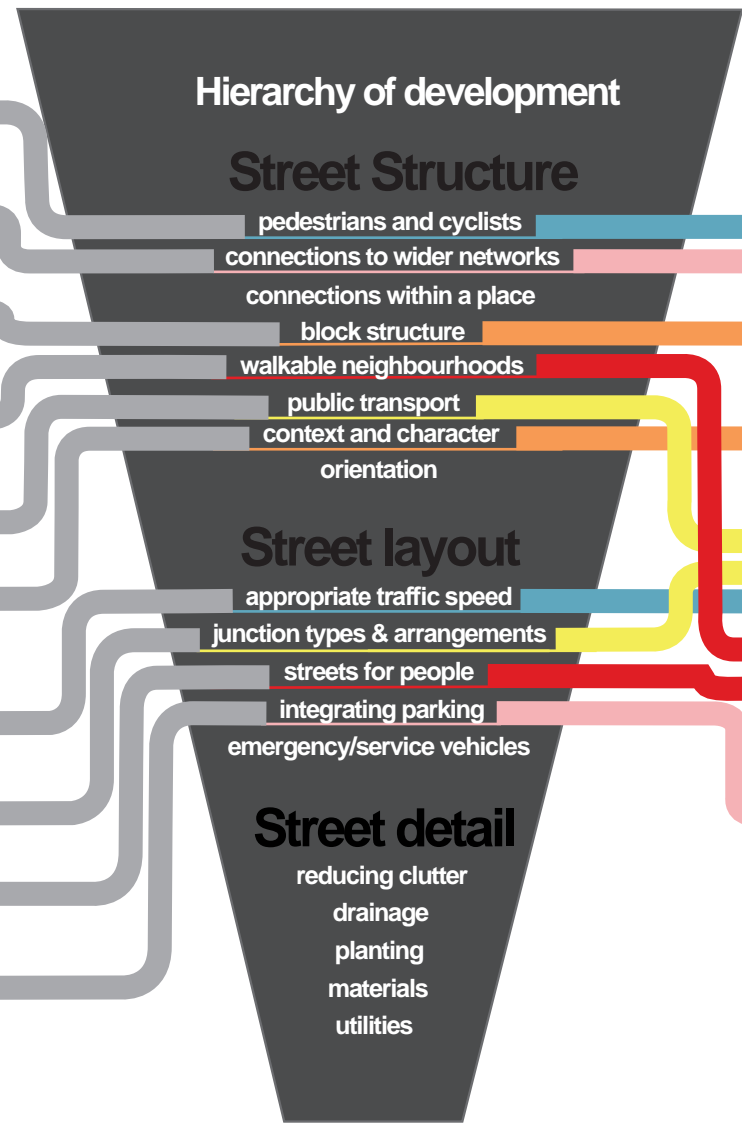 Hierarchy of development
Street Structure
pedestrians and cyclists
connections to wider networks
connections within a place
block structure
walkable neighbourhoods
public transport
context and character
orientation
Street layout
appropriate traffic speed
junction types & arrangements
streets for people
integrating parking
emergency/service vehicles
Street detail
reducing clutter
drainage
planting
materials
utilities